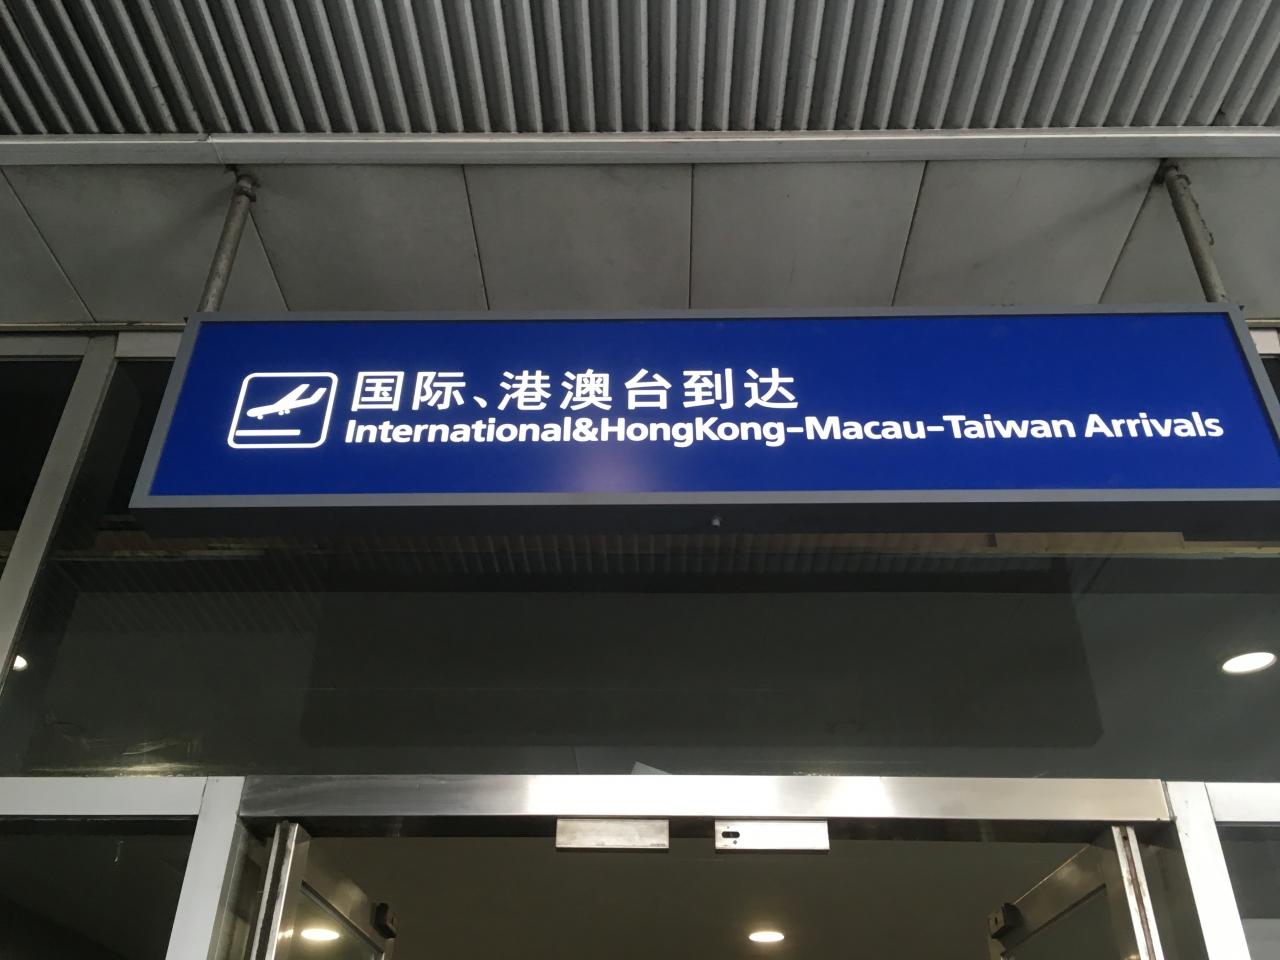 国际、港澳台到达
International&HongKong-Macau-Taiwan Arrivals